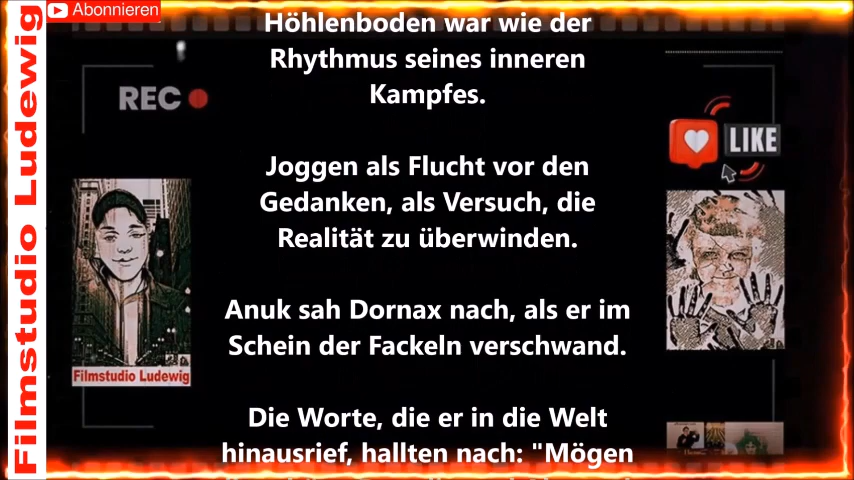 Filmstudio Ludewig
Abonnieren
REC
LIKE
Filmstudio Ludewig
Höhlenboden war wie der
Rhythmus seines inneren
Kampfes.
Joggen als Flucht vor den
Gedanken, als Versuch, die
Realität zu überwinden.
Anuk sah Dornax nach, als er im
Schein der Fackeln verschwand.
Die Worte, die er in die Welt
hinausrief, hallten nach: "Mögen